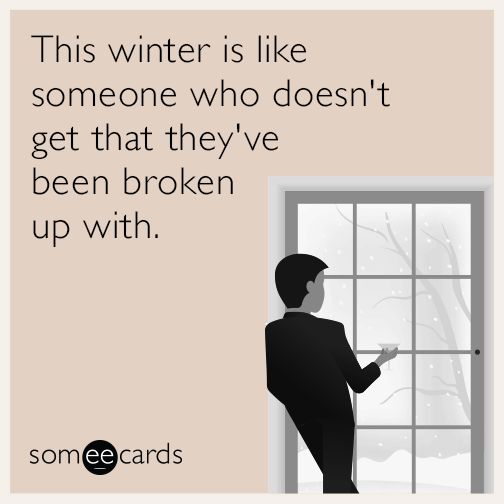 This winter is like
someone who doesn't
get that they've
been broken
up with.
someecards